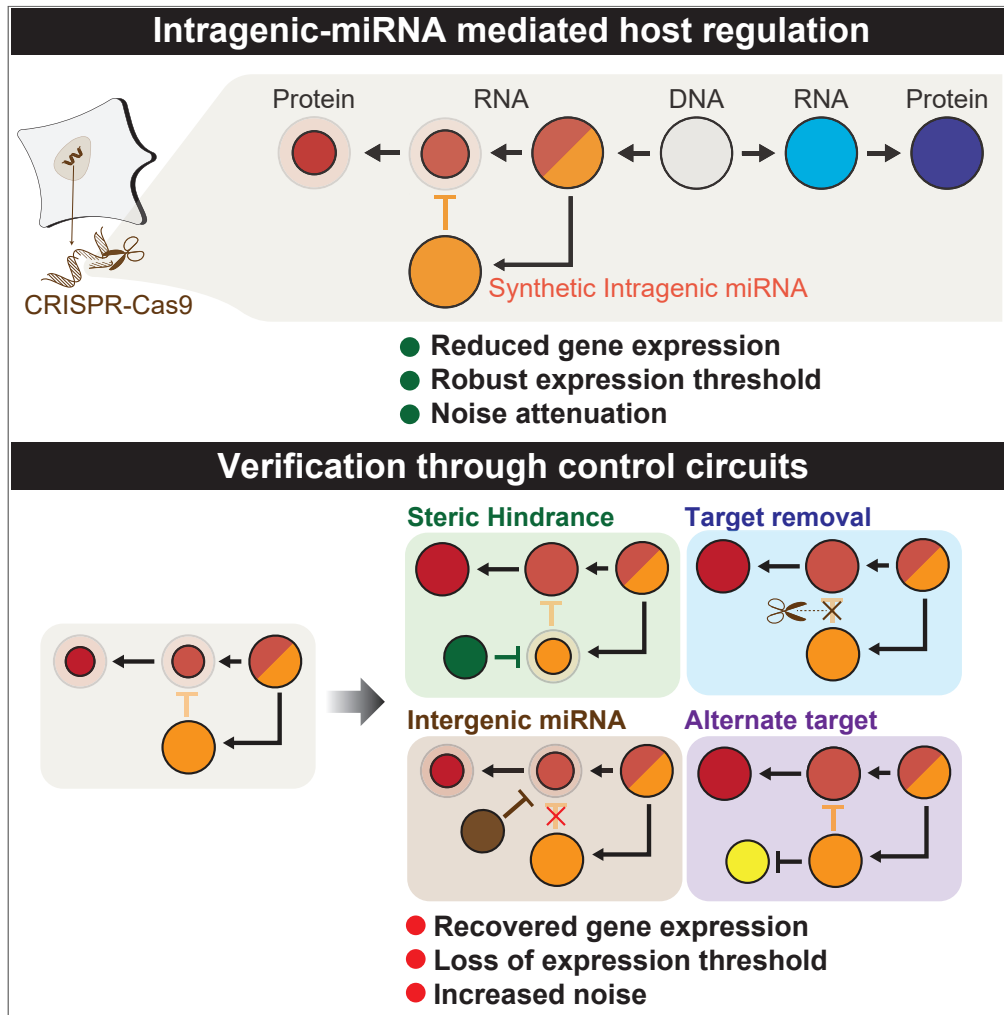 Intragenic-miRNA mediated host regulation
Protein RNA DNA RNA Protein
Synthetic Intragenic miRNA
CRISPR-Cas9
Reduced gene expression
Robust expression threshold
Noise attenuation
Verification through control circuits
Steric Hindrance
Target removal
Intergenic miRNA
Alternate target
Recovered gene expression
Loss of expression threshold
Increased noise